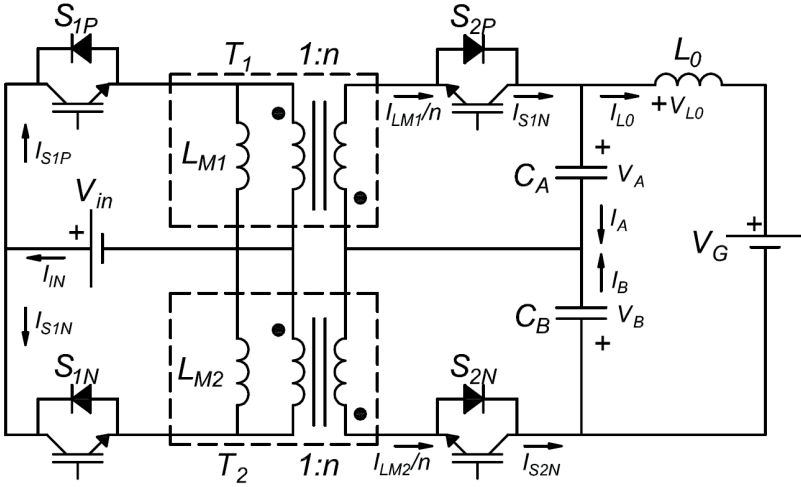 S1P
T1 1:n
S2P
L0
ILM1/n
IS1N
IL0
+VL0
IS1P
LM1
CA
+
VA
Vin
+
IA
VG
+
IIN
IB
IS1N
CB
VB
+
S1N
LM2
S2N
T2 1:n
ILM2/n
IS2N